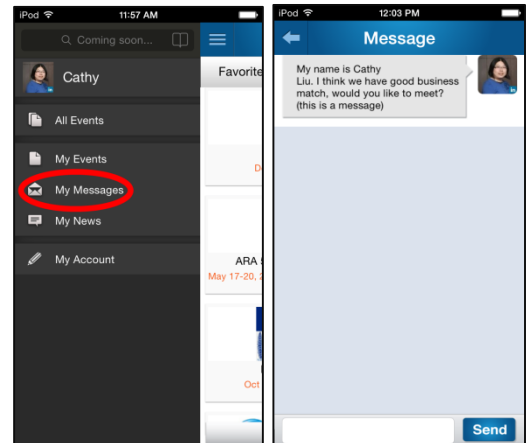 iPod 11:57 AM
Coming soon...
Cathy
All Events
My Events
My Messages
My News
My Account
Favorite
D
ARA
May 17-20, 2
Oct
iPod 12:03 PM
Message
My name is Cathy
Liu. I think we have good business
match, would you like to meet?
(this is a message)
Send